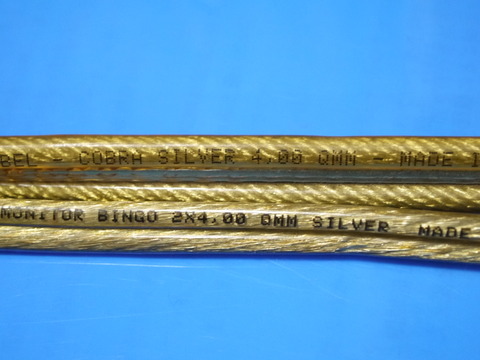 BEL - COBRA SILVER 4,00 QMM - MADE I
MONITOR BINGO 2X4,00 QMM SILVER MADE